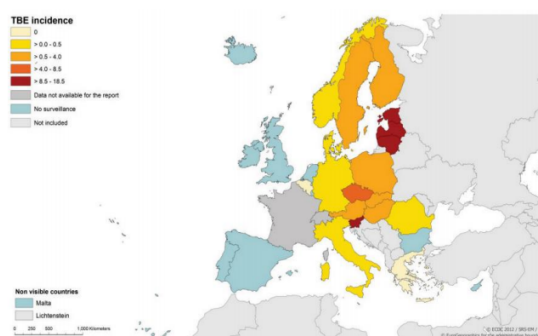 TBE incidence
0
> 0.0 - 0.5
> 0.5 - 4.0
> 4.0 - 8.5
> 8.5 - 18.5
Data not available for the report
No surveillance
Not included
Non visible countries
Malta
Lichtenstein
0 250 500 1,000 Kilometers
© ECDC 2012